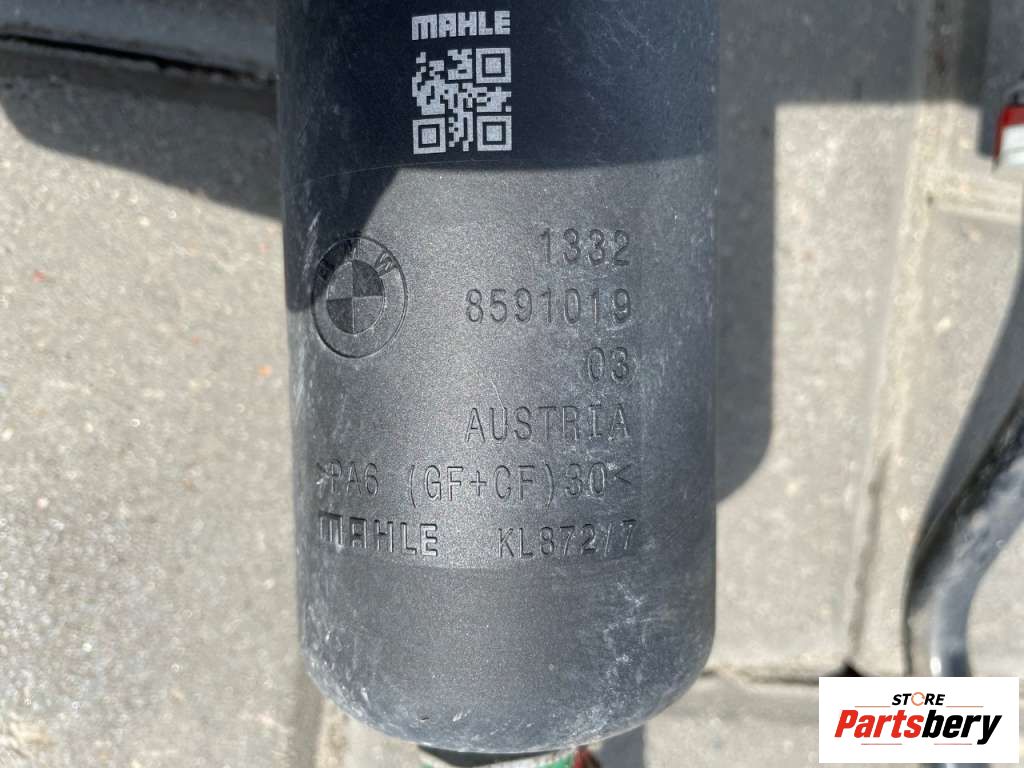 MAHLE
BMW
1332
8591019
03
AUSTRIA
>PA6 (GF+CF)30<
MAHLE KL872/7
STORE
Partsbery